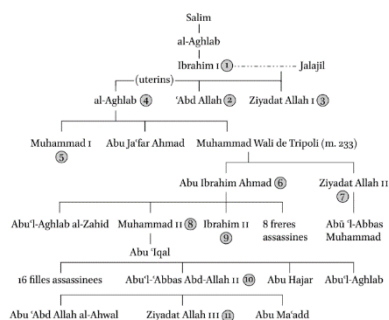 Salim
al-Aghlab
Ibrahim I ① Jalajil
(uterins)
al-Aghlab ④ ‘Abd Allah ② Ziyadat Allah I ③
Muhammad I Abu Ja‘far Ahmad Muhammad Wali de Tripoli (m. 233)
⑤
Abu Ibrahim Ahmad ⑥ Ziyadat Allah II
⑦
Abu'l-Aghlab al-Zahid Muhammad II ⑧ Ibrahim II 8 freres Abū 'l-Abbas
⑨ assassines Muhammad
Abu ‘Iqal
16 filles assassinees Abu'l-‘Abbas Abd-Allah II ⑩ Abu Hajar Abu'l-Aghlab
Abu ‘Abd Allah al-Ahwal Ziyadat Allah III ⑪ Abu Ma‘add